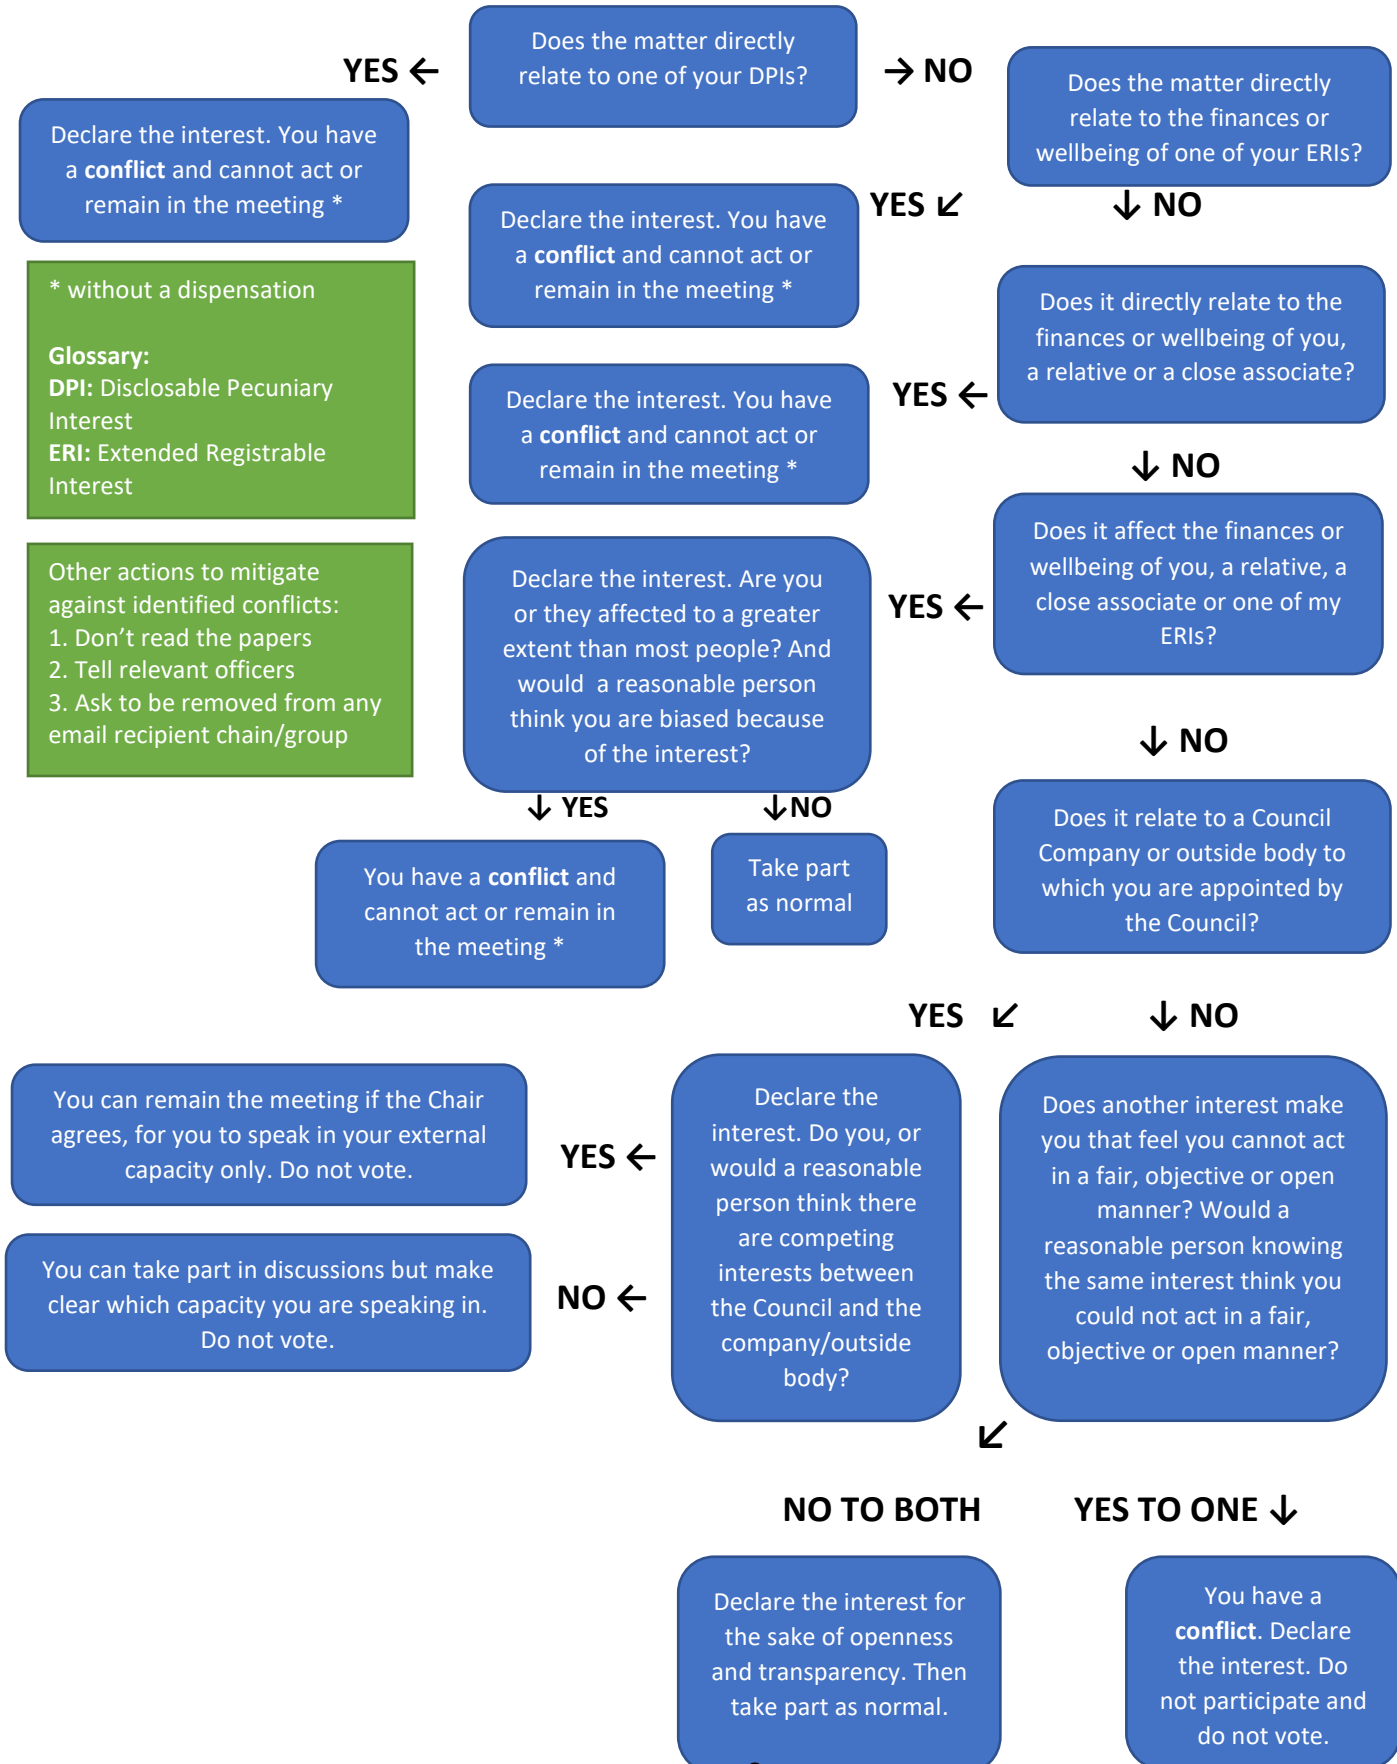 Does the matter directly
relate to one of your DPIs?
YES ←
→ NO
Does the matter directly
relate to the finances or
wellbeing of one of your ERIs?
Declare the interest. You have
a conflict and cannot act or
remain in the meeting *
YES ↙
↓ NO
Declare the interest. You have
a conflict and cannot act or
remain in the meeting *
* without a dispensation
Glossary:
DPI: Disclosable Pecuniary
Interest
ERI: Extended Registrable
Interest
Does it directly relate to the
finances or wellbeing of you,
a relative or a close associate?
YES ←
Declare the interest. You have
a conflict and cannot act or
remain in the meeting *
↓ NO
Does it affect the finances or
wellbeing of you, a relative, a
close associate or one of my
ERIs?
YES ←
Declare the interest. Are you
or they affected to a greater
extent than most people? And
would  a reasonable person
think you are biased because
of the interest?
Other actions to mitigate
against identified conflicts:
1. Don’t read the papers
2. Tell relevant officers
3. Ask to be removed from any
email recipient chain/group
↓ NO
↓ YES
↓NO
You have a conflict and
cannot act or remain in
the meeting *
Take part
as normal
Does it relate to a Council
Company or outside body to
which you are appointed by
the Council?
YES ↙
↓ NO
Declare the
interest. Do you, or
would a reasonable
person think there
are competing
interests between
the Council and the
company/outside
body?
YES ←
You can remain the meeting if the Chair
agrees, for you to speak in your external
capacity only. Do not vote.
NO ←
You can take part in discussions but make
clear which capacity you are speaking in.
Do not vote.
Does another interest make
you that feel you cannot act
in a fair, objective or open
manner? Would a
reasonable person knowing
the same interest think you
could not act in a fair,
objective or open manner?
↙
NO TO BOTH
YES TO ONE ↓
Declare the interest for
the sake of openness
and transparency. Then
take part as normal.
You have a
conflict. Declare
the interest. Do
not participate and
do not vote.